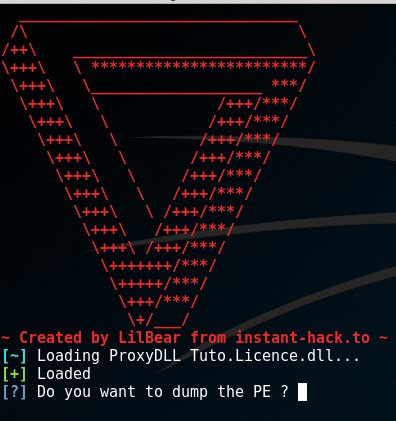 ~ Created by LilBear from instant-hack.to ~
[~] Loading ProxyDLL Tuto.Licence.dll...
[+] Loaded
[?] Do you want to dump the PE ?